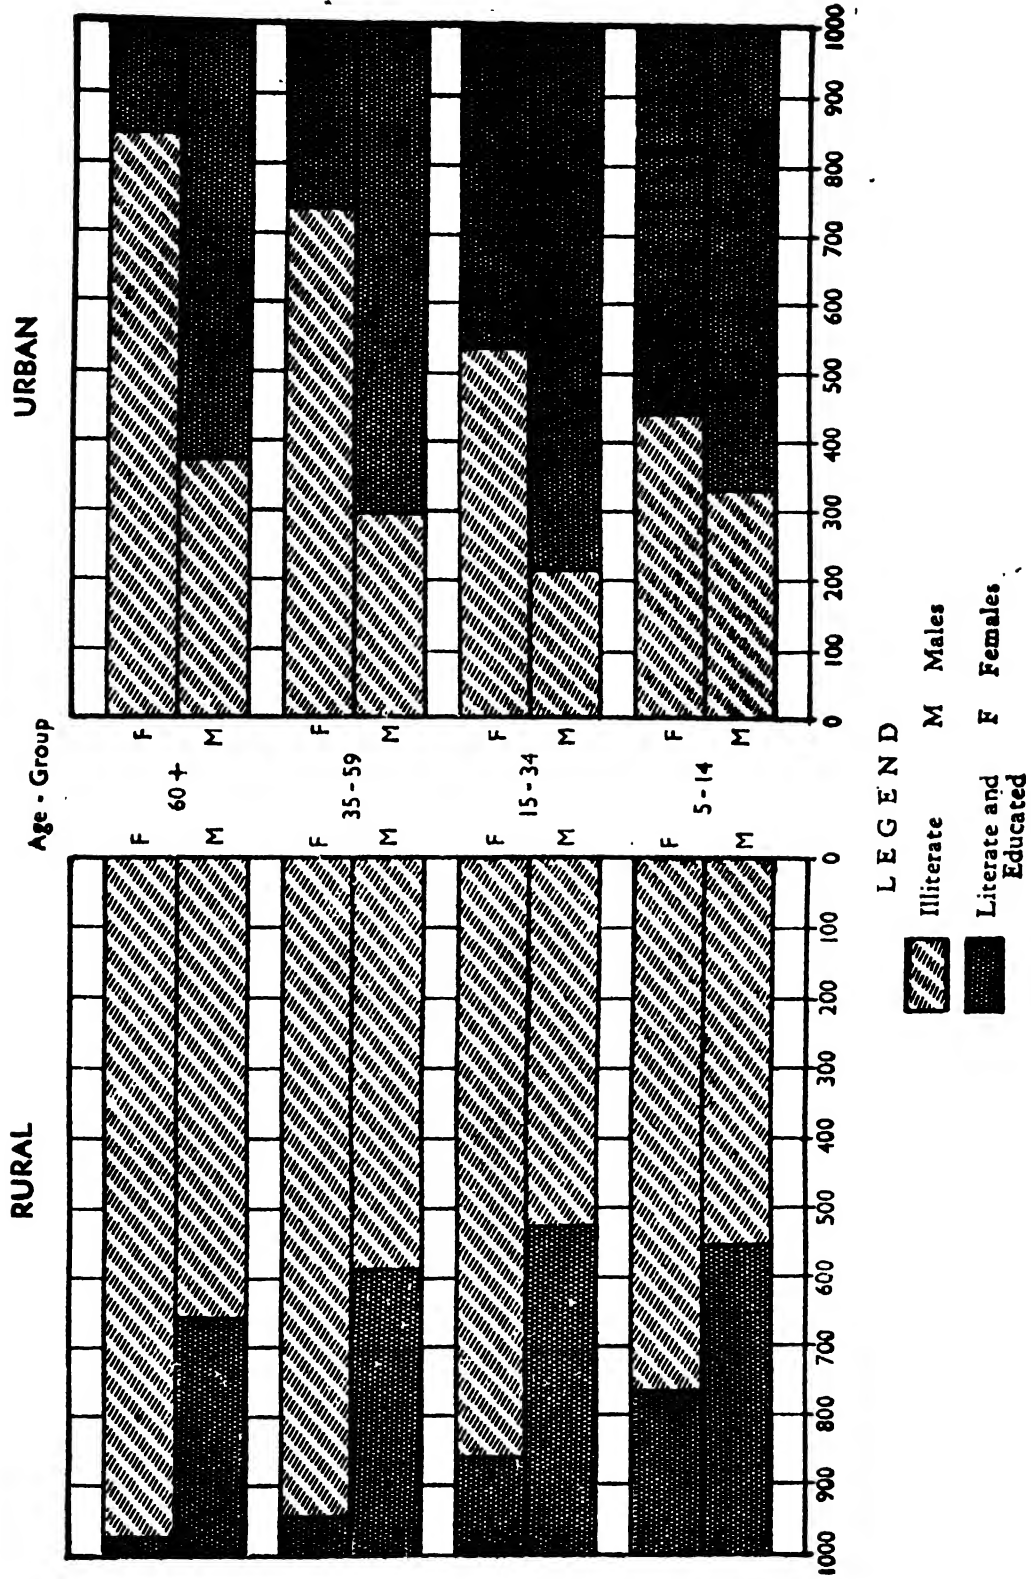 RURAL
Age - Group
URBAN
F
60+
F
M
M
F
35-59
F
M
M
F
15-34
F
M
M
F
5-14
F
M
M
1000 900 800 700 600 500 400 300 200 100 0
0 100 200 300 400 500 600 700 800 900 1000
LEGEND
Illiterate M Males
Literate and F Females
Educated